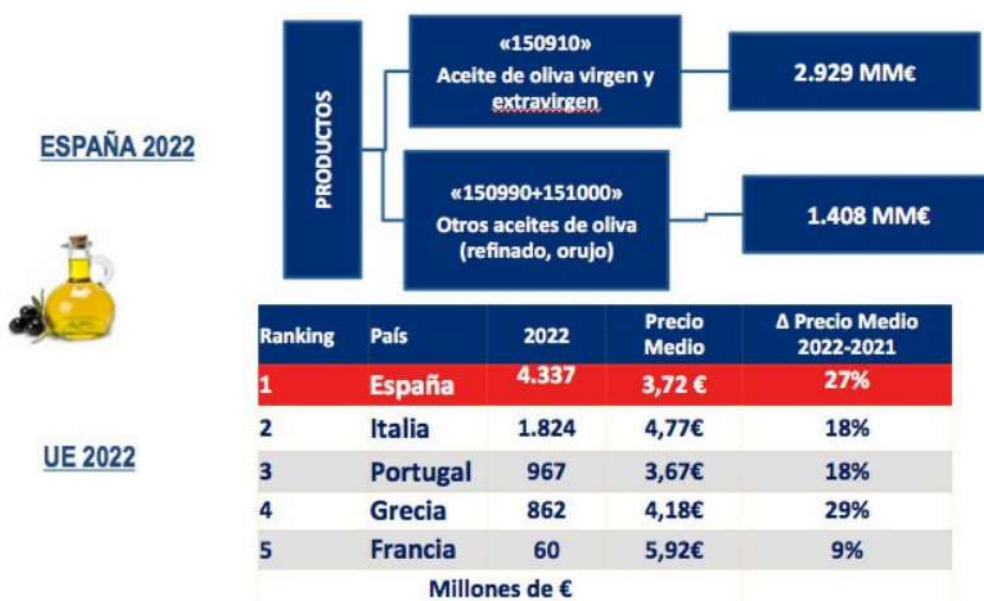 ESPAÑA 2022
PRODUCTOS
«150910»
Aceite de oliva virgen y
extravirgen
2.929 MM€
«150990+151000»
Otros aceites de oliva
(refinado, orujo)
1.408 MM€
UE 2022
Ranking País 2022 Precio Medio Δ Precio Medio 2022-2021
1 España 4.337 3,72 € 27%
2 Italia 1.824 4,77€ 18%
3 Portugal 967 3,67€ 18%
4 Grecia 862 4,18€ 29%
5 Francia 60 5,92€ 9%
Millones de €